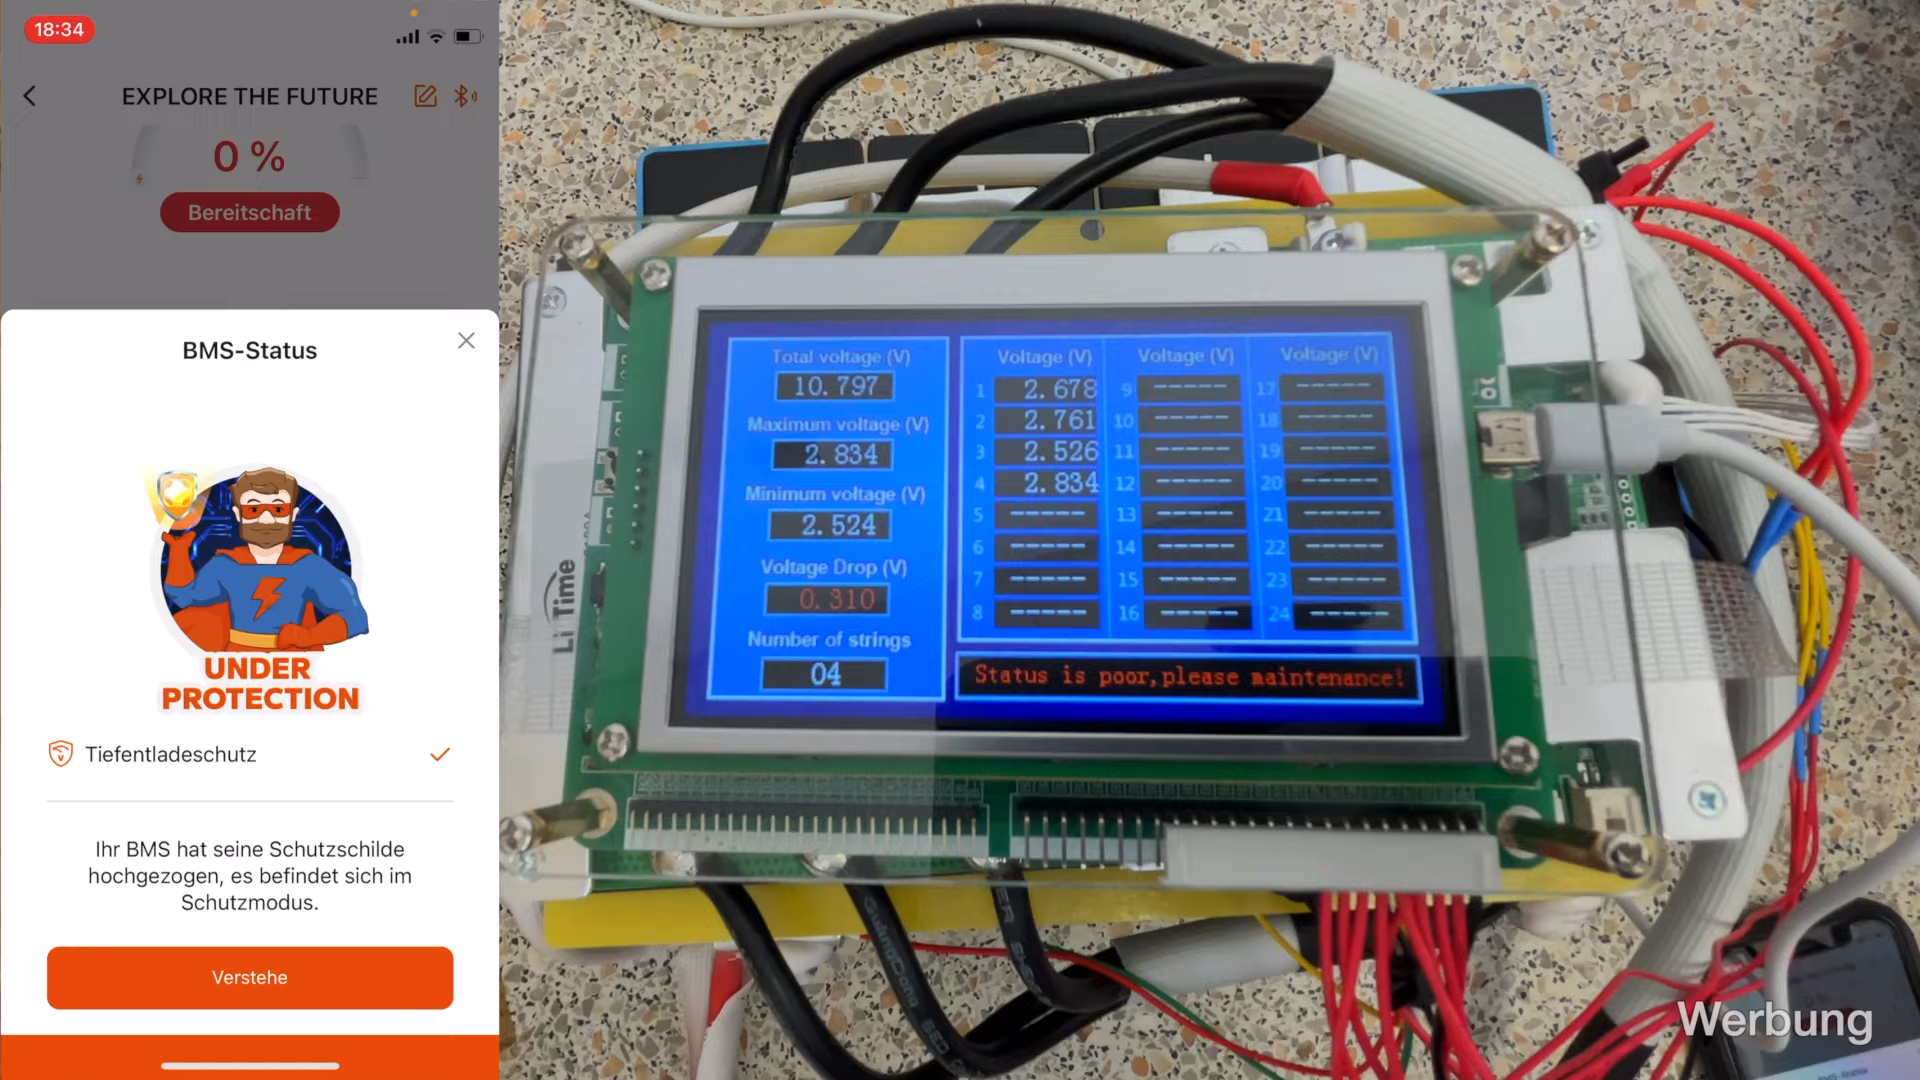 18:34
EXPLORE THE FUTURE
0 %
Bereitschaft
BMS-Status
UNDER
PROTECTION
Tiefentladeschutz
Ihr BMS hat seine Schutzschilde
hochgezogen, es befindet sich im
Schutzmodus.
Verstehe
Total voltage (V)
10.797
Maximum voltage (V)
2.834
Minimum voltage (V)
2.524
Voltage Drop (V)
0.310
Number of strings
04
Voltage (V) Voltage (V) Voltage (V)
1 2.678 9 ----- 17 -----
2 2.761 10 ----- 18 -----
3 2.526 11 ----- 19 -----
4 2.834 12 ----- 20 -----
5 ----- 13 ----- 21 -----
6 ----- 14 ----- 22 -----
7 ----- 15 ----- 23 -----
8 ----- 16 ----- 24 -----
Status is poor,please maintenance!
Li Time
Werbung